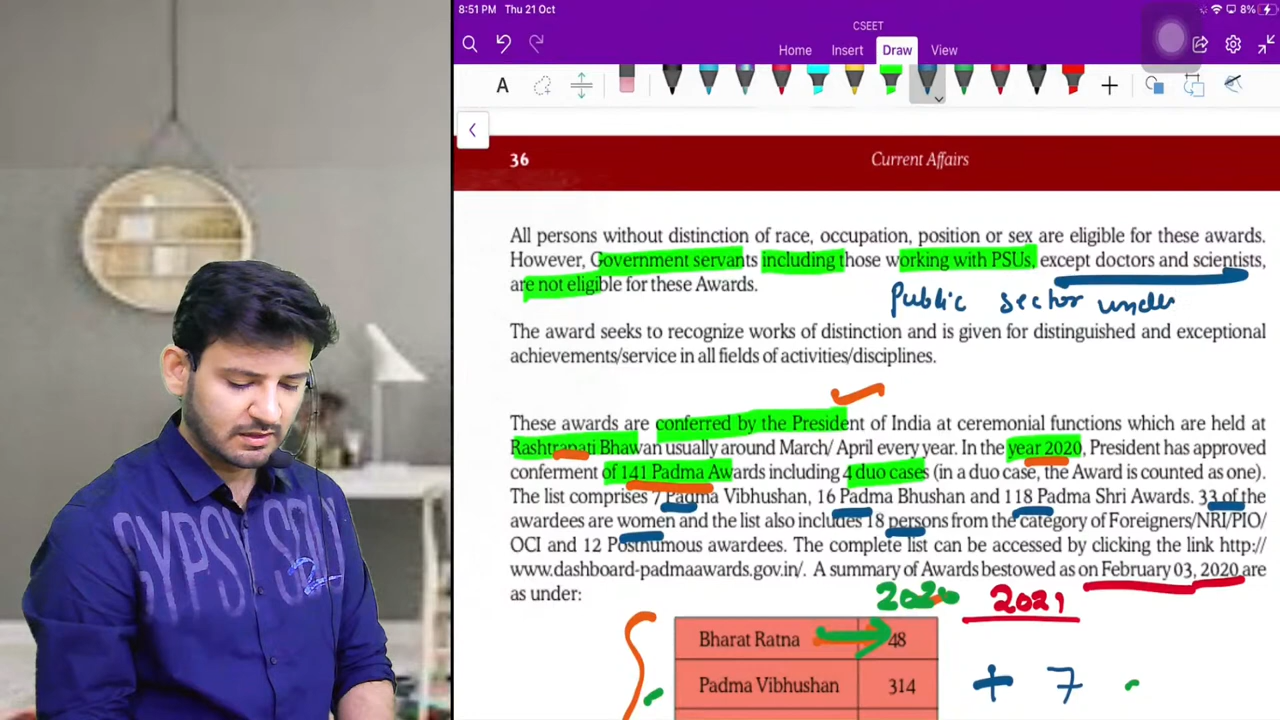 8:51 PM Thu 21 Oct
8%
CSEET
Home Insert Draw View
A
36
Current Affairs
All persons without distinction of race, occupation, position or sex are eligible for these awards.
However, Government servants including those working with PSUs, except doctors and scientists,
are not eligible for these Awards.
Public sector under
The award seeks to recognize works of distinction and is given for distinguished and exceptional
achievements/service in all fields of activities/disciplines.
These awards are conferred by the President of India at ceremonial functions which are held at
Rashtrapati Bhawan usually around March/ April every year. In the year 2020, President has approved
conferment of 141 Padma Awards including 4 duo cases (in a duo case, the Award is counted as one).
The list comprises 7 Padma Vibhushan, 16 Padma Bhushan and 118 Padma Shri Awards. 33 of the
awardees are women and the list also includes 18 persons from the category of Foreigners/NRI/PIO/
OCI and 12 Posthumous awardees. The complete list can be accessed by clicking the link http://
www.dashboard-padmaawards.gov.in/. A summary of Awards bestowed as on February 03, 2020 are
as under:
2020 2021
Bharat Ratna 48
Padma Vibhushan 314 + 7
GYPSY SOUL